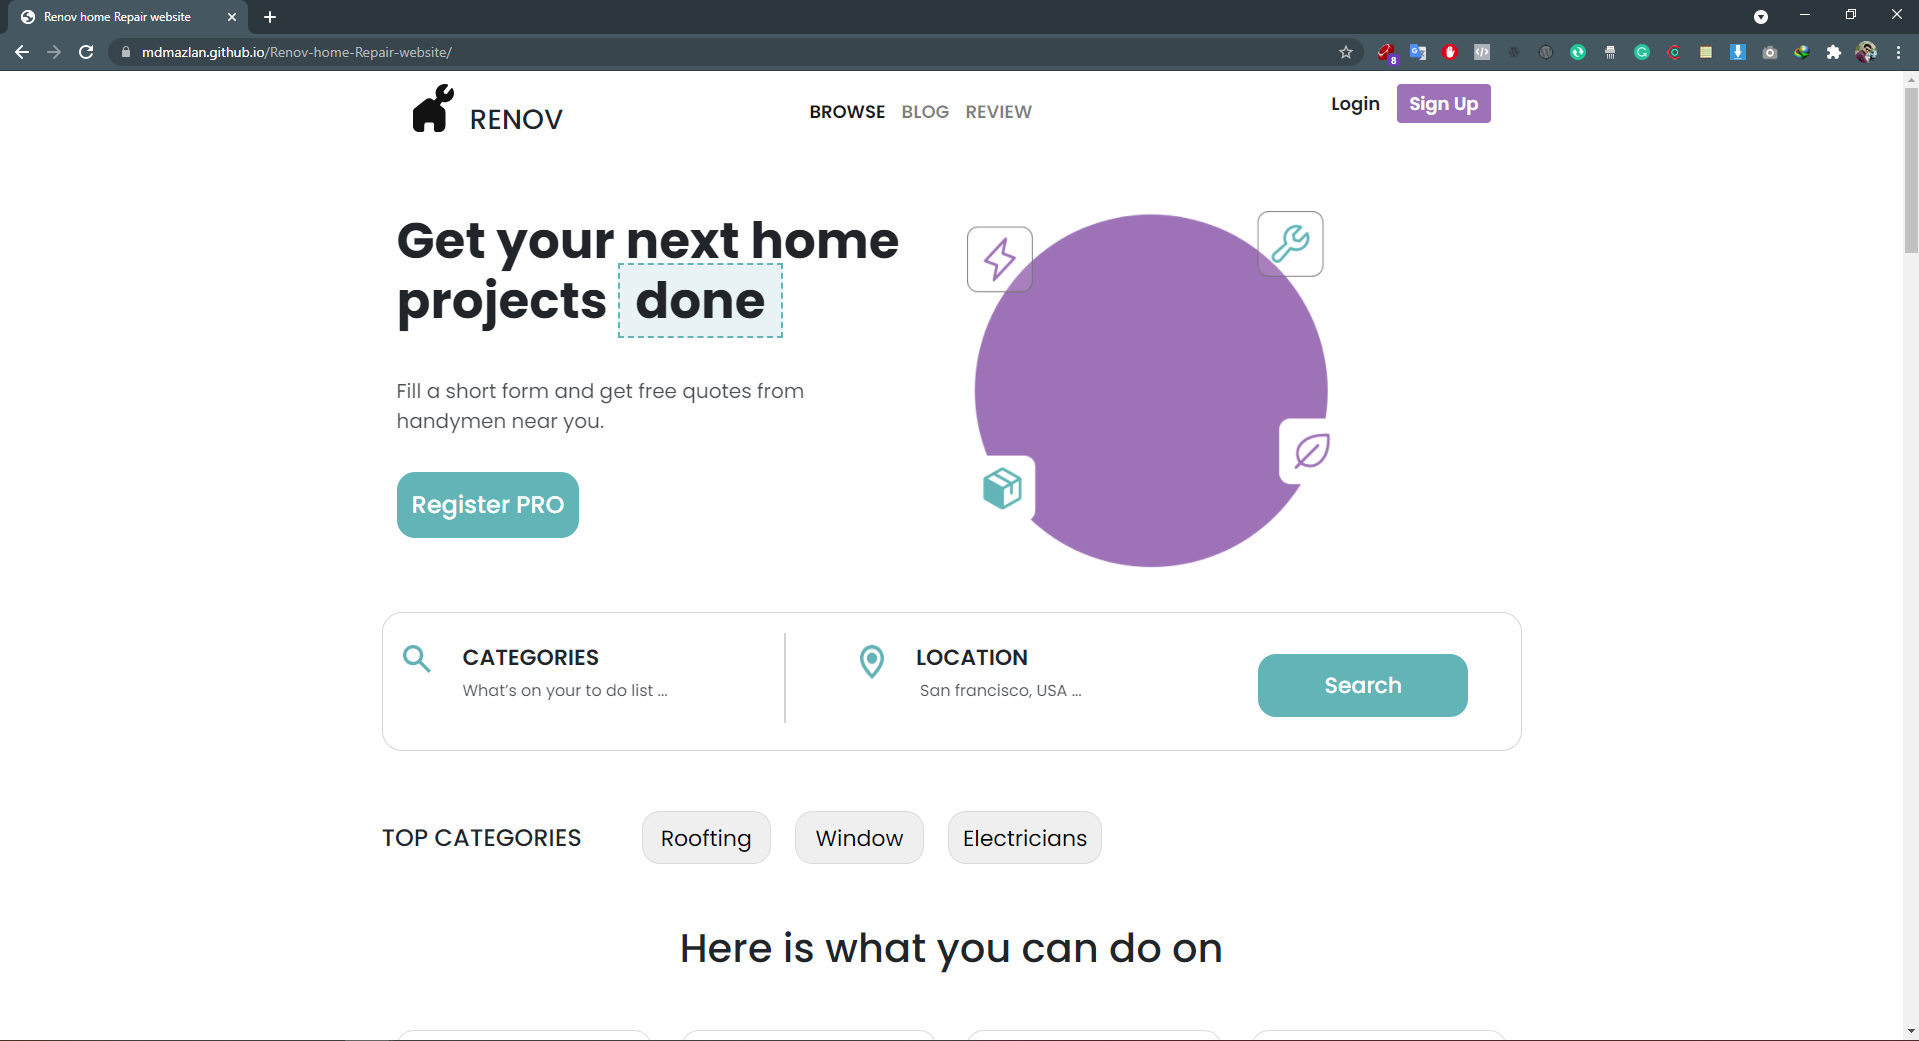 Renov home Repair website
mdmazlan.github.io/Renov-home-Repair-website/
8
RENOV
BROWSE BLOG REVIEW
Login Sign Up
Get your next home
projects done
Fill a short form and get free quotes from
handymen near you.
Register PRO
CATEGORIES
What's on your to do list ...
LOCATION
San francisco, USA ...
Search
TOP CATEGORIES Roofting Window Electricians
Here is what you can do on